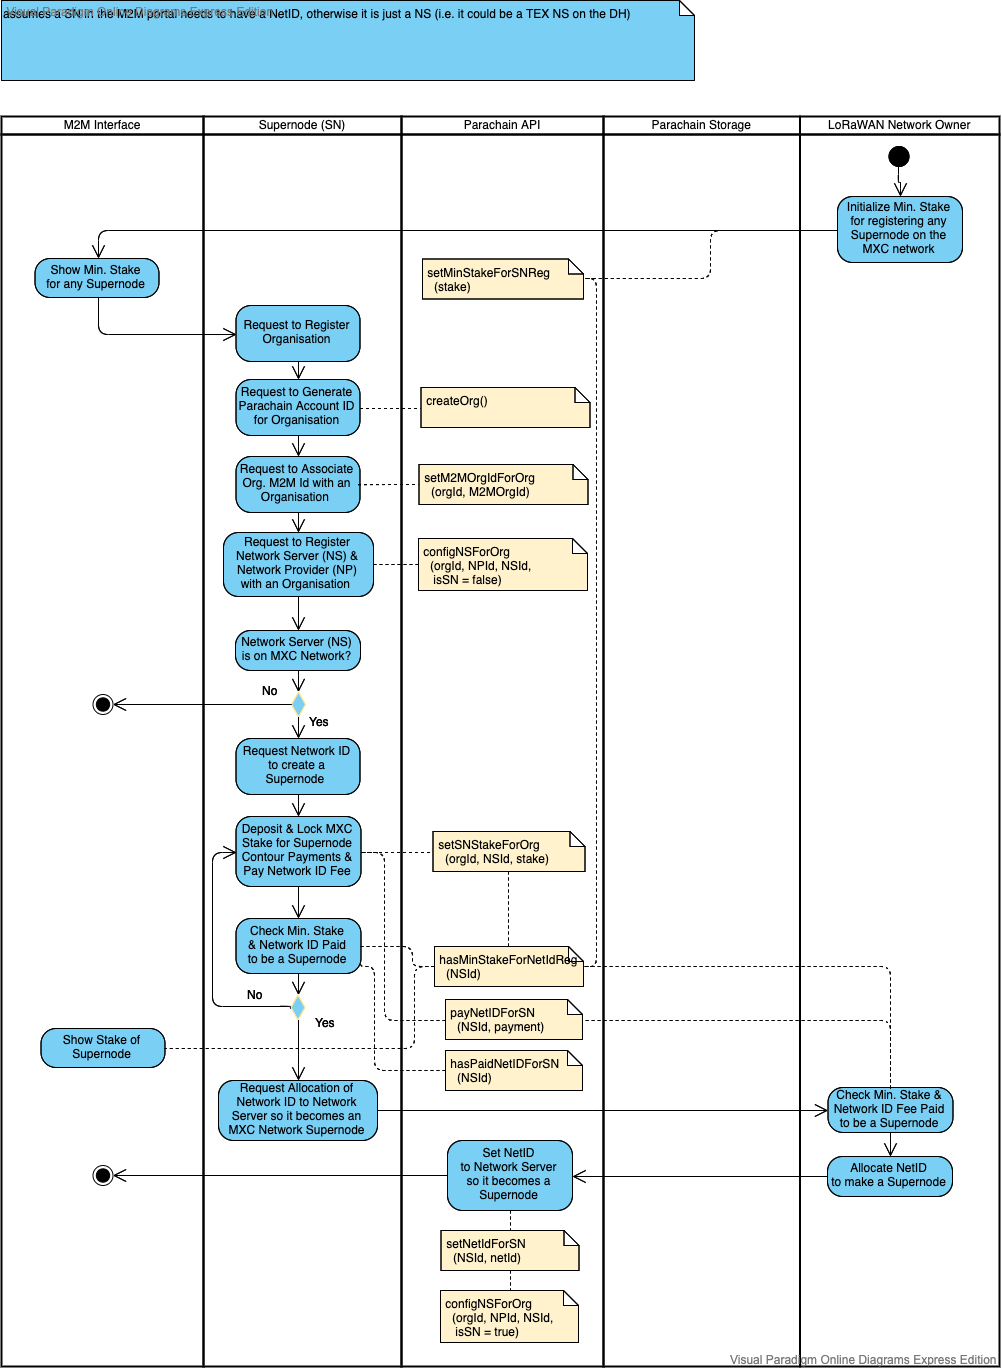 assumes a SN in the M2M portal needs to have a NetID, otherwise it is just a NS (i.e. it could be a TEX NS on the DH)
Visual Paradigm Online Diagrams Express Edition
M2M Interface
Supernode (SN)
Parachain API
Parachain Storage
LoRaWAN Network Owner
Initialize Min. Stake
for registering any
Supernode on the
MXC network
Show Min. Stake
for any Supernode
setMinStakeForSNReg
(stake)
Request to Register
Organisation
Request to Generate
Parachain Account ID
for Organisation
createOrg()
Request to Associate
Org. M2M Id with an
Organisation
setM2MOrgIdForOrg
(orgId, M2MOrgId)
Request to Register
Network Server (NS) &
Network Provider (NP)
with an Organisation
configNSForOrg
(orgId, NPId, NSId,
isSN = false)
Network Server (NS)
is on MXC Network?
No
Yes
Request Network ID
to create a
Supernode
Deposit & Lock MXC
Stake for Supernode
Contour Payments &
Pay Network ID Fee
setSNStakeForOrg
(orgId, NSId, stake)
Check Min. Stake
& Network ID Paid
to be a Supernode
hasMinStakeForNetIdReg
(NSId)
No
Yes
payNetIDForSN
(NSId, payment)
Show Stake of
Supernode
hasPaidNetIDForSN
(NSId)
Request Allocation of
Network ID to Network
Server so it becomes an
MXC Network Supernode
Check Min. Stake &
Network ID Fee Paid
to be a Supernode
Set NetID
to Network Server
so it becomes a
Supernode
Allocate NetID
to make a Supernode
setNetIdForSN
(NSId, netId)
configNSForOrg
(orgId, NPId, NSId,
isSN = true)
Visual Paradigm Online Diagrams Express Edition